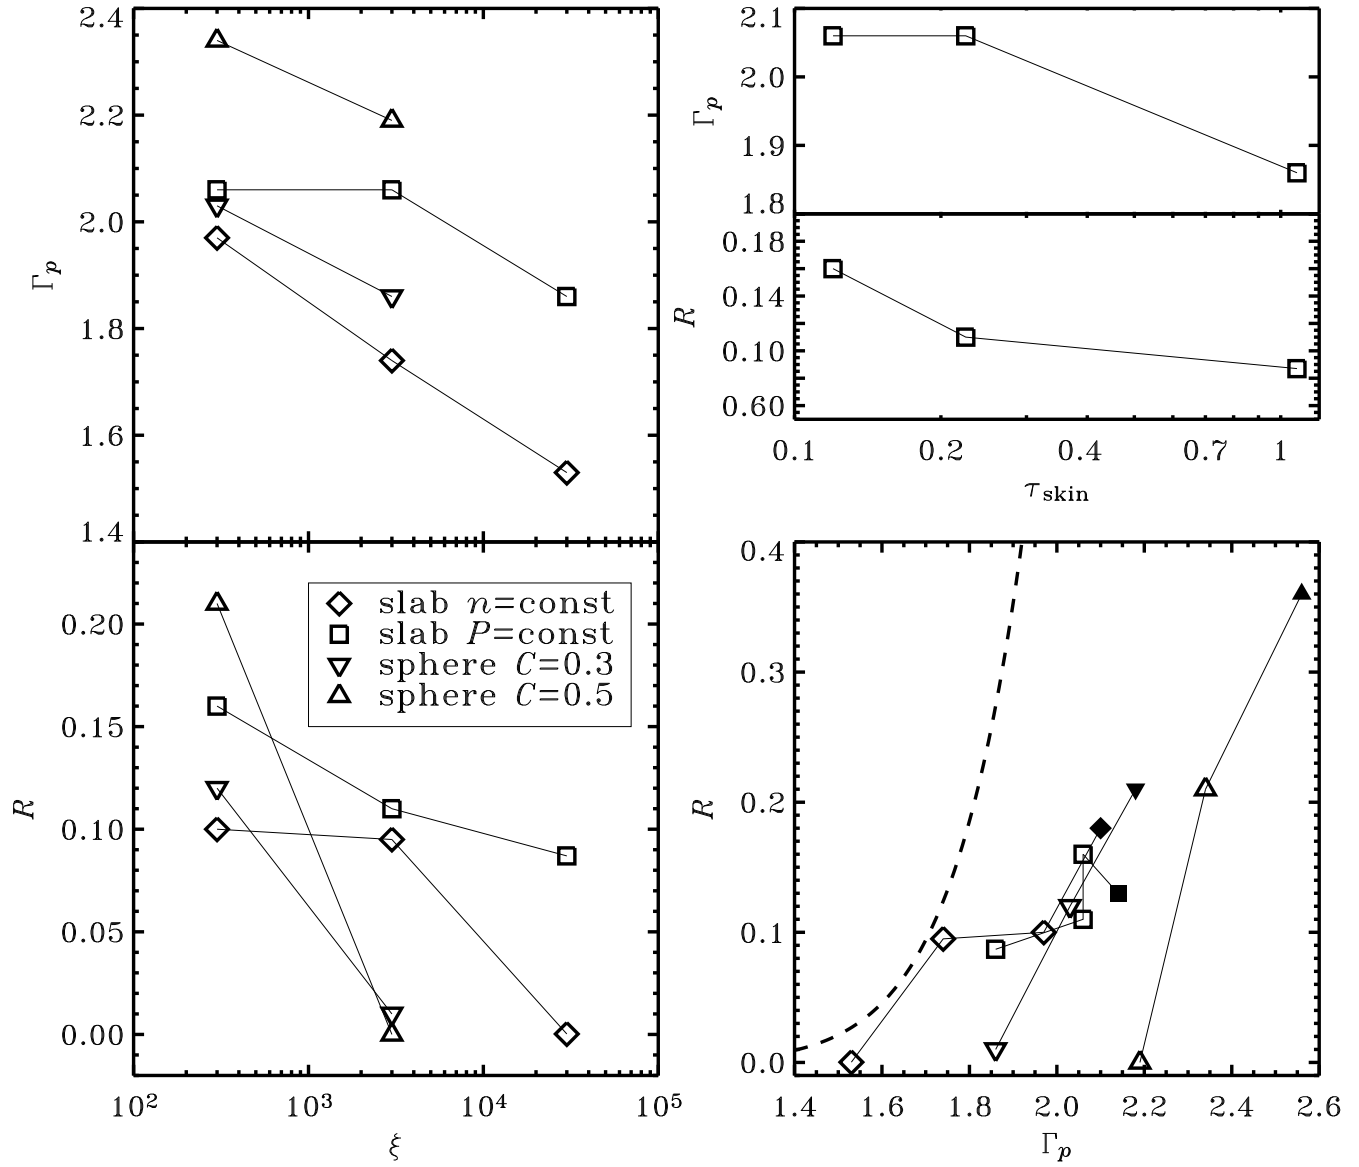 2.4
2.2
2.0
1.8
1.6
1.4
Γp
0.20
0.15
0.10
0.05
0.00
R
slab n=const
slab P=const
sphere C=0.3
sphere C=0.5
10² 10³ 10⁴ 10⁵
ξ
2.1
2.0
1.9
1.8
Γp
0.18
0.14
0.10
0.60
R
0.1 0.2 0.4 0.7 1
τskin
0.4
0.3
0.2
0.1
0.0
R
1.4 1.6 1.8 2.0 2.2 2.4 2.6
Γp